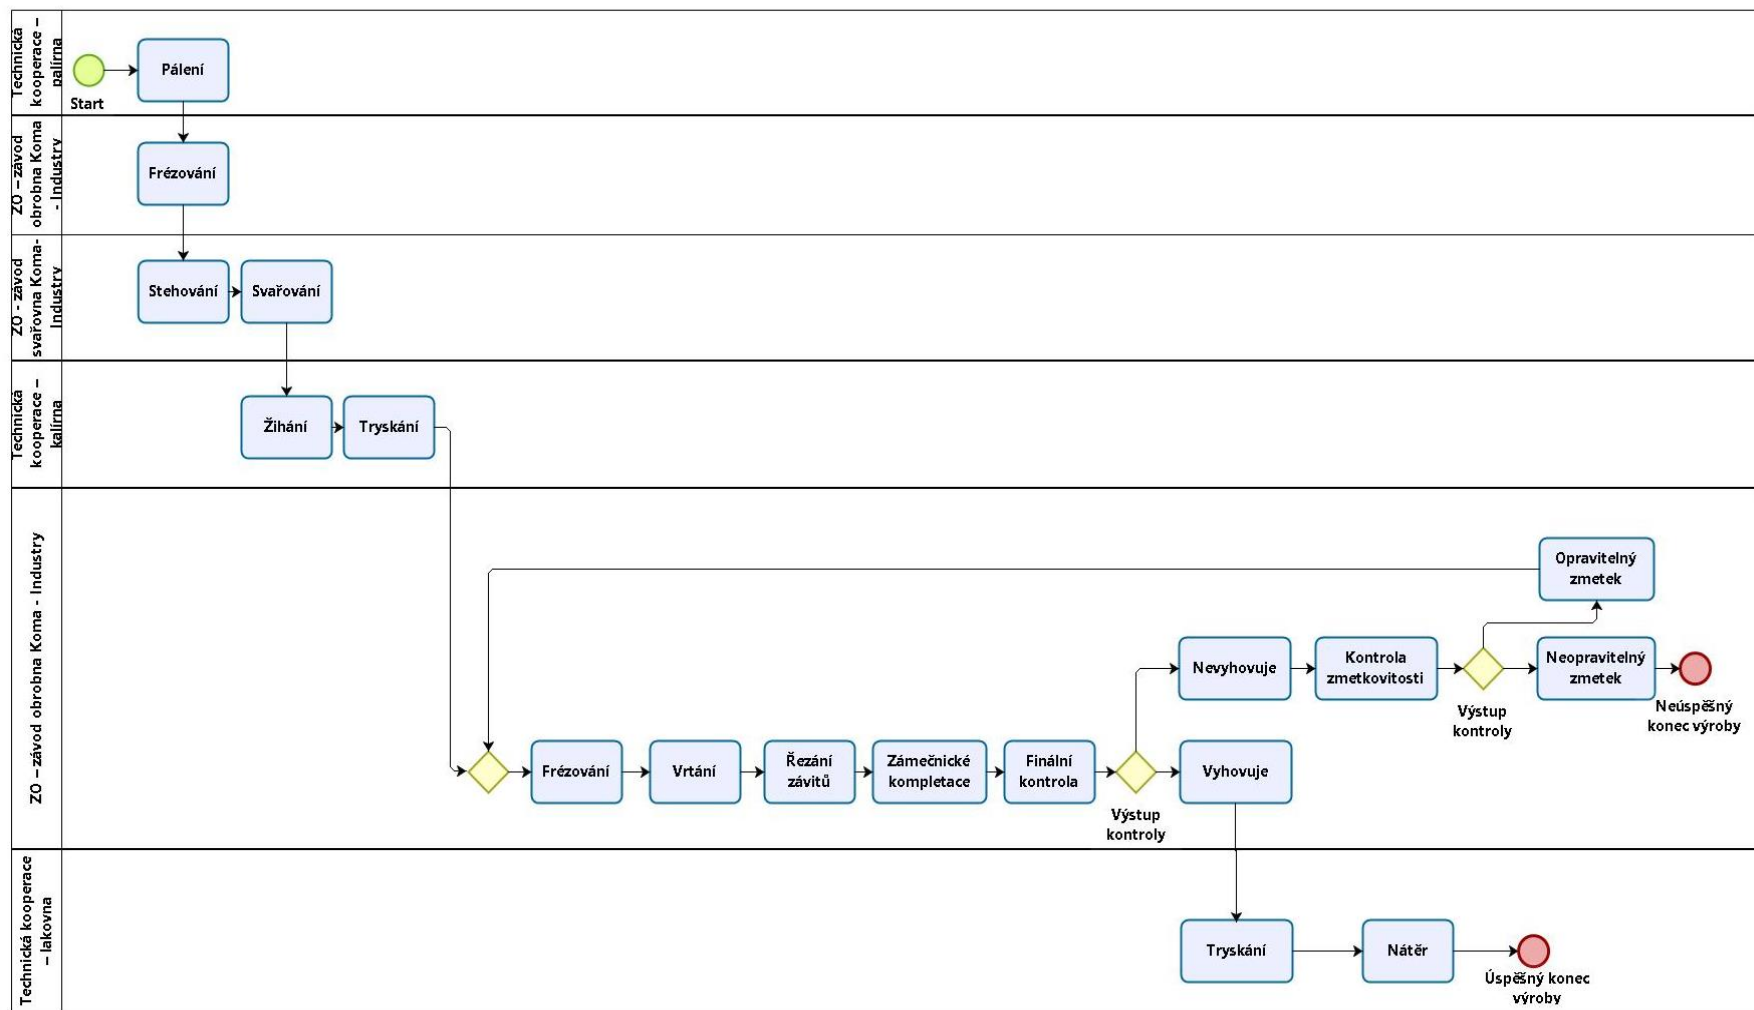 Technická
kooperace –
palírna
Start
Pálení
ZO – závod
obrobna Koma
- Industry
Frézování
ZO - závod
svařovna Koma-
Industry
Stehování
Svařování
Technická
kooperace –
kalírna
Žihání
Tryskání
ZO – závod obrobna Koma - Industry
Opravitelný
zmetek
Nevyhovuje
Kontrola
zmetkovitosti
Výstup
kontroly
Neopravitelný
zmetek
Neúspěšný
konec výroby
Frézování
Vrtání
Řezání
závitů
Zámečnické
kompletace
Finální
kontrola
Výstup
kontroly
Vyhovuje
Technická kooperace
– lakovna
Tryskání
Nátěr
Úspěšný konec
výroby